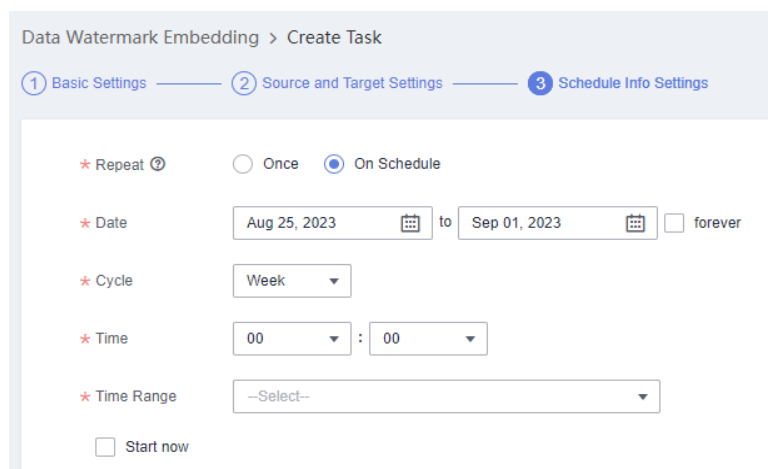 Data Watermark Embedding > Create Task
1 Basic Settings 2 Source and Target Settings 3 Schedule Info Settings
* Repeat ? Once On Schedule
* Date Aug 25, 2023 to Sep 01, 2023 forever
* Cycle Week
* Time 00 : 00
* Time Range --Select--
Start now